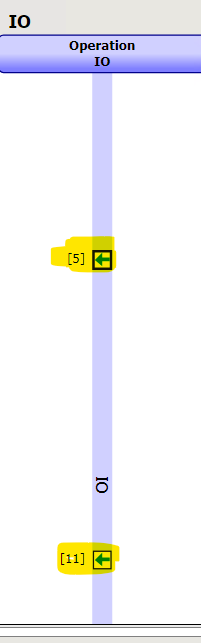 IO
Operation
IO
[5]
IO
[11]